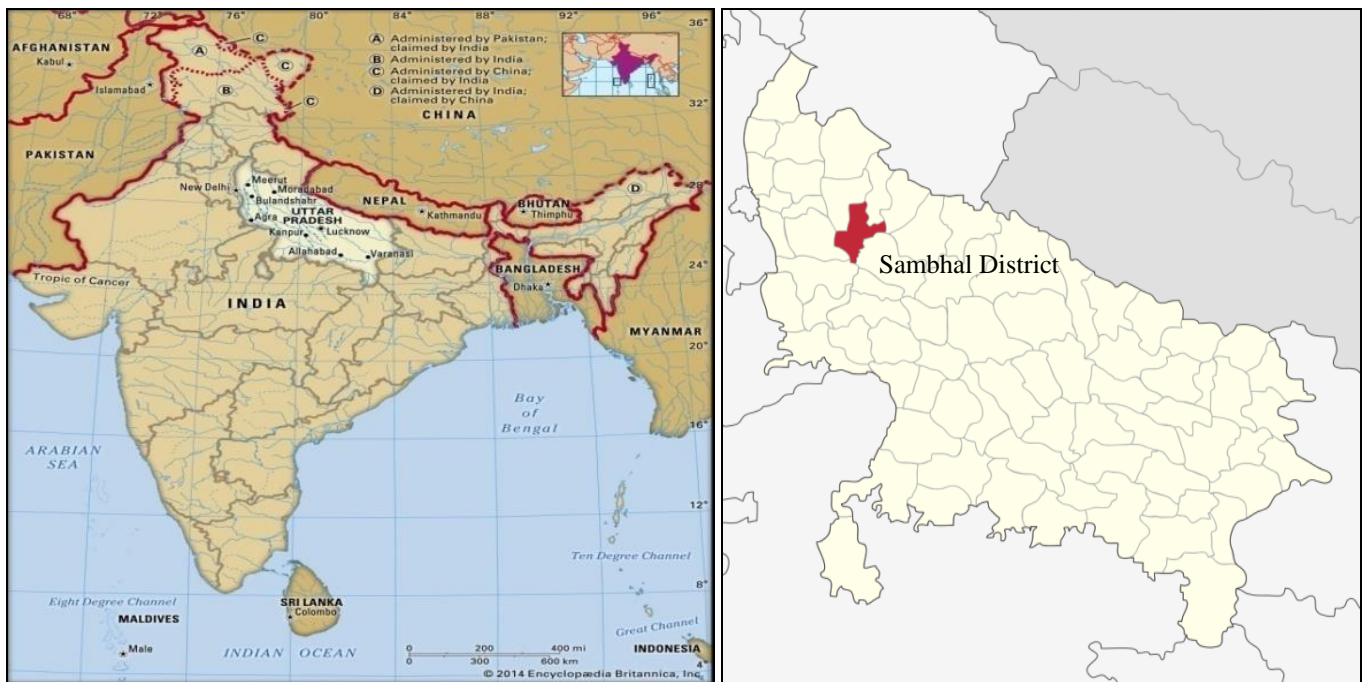 68° 72° 76° 80° 84° 88° 92° 96° 36°
AFGHANISTAN
Kabul
Islamabad
A
C
C
B
C
A Administered by Pakistan;
claimed by India
B Administered by India
C Administered by China;
claimed by India
D Administered by India;
claimed by China
32°
CHINA
PAKISTAN
New Delhi
Meerut
Moradabad
Bulandshahr
Agra
UTTAR
PRADESH
Lucknow
Kanpur
Allahabad
Varanasi
NEPAL
Kathmandu
BHUTAN
Thimphu
D
28°
Tropic of Cancer
BANGLADESH
Dhaka
24°
INDIA
MYANMAR
20°
Bay
of
Bengal
16°
ARABIAN
SEA
12°
Ten Degree Channel
8°
Eight Degree Channel
MALDIVES
Male
SRI LANKA
Colombo
Great Channel
INDIAN OCEAN
INDONESIA
0 200 400 mi
0 300 600 km
4°
© 2014 Encyclopædia Britannica, Inc.
Sambhal District